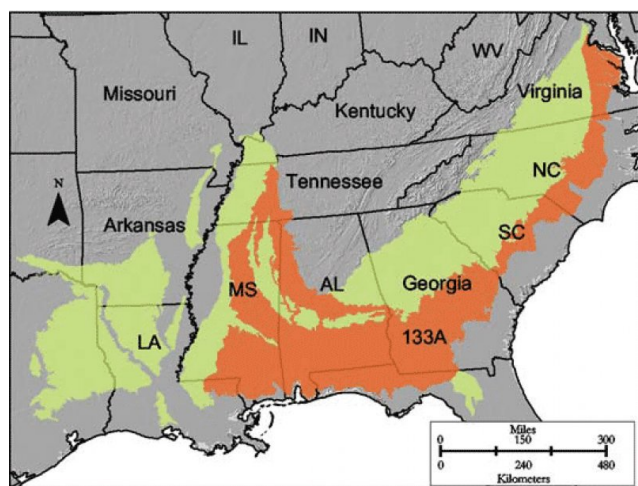 IL
IN
WV
Missouri
Virginia
Kentucky
N
NC
Tennessee
Arkansas
SC
MS
AL
Georgia
LA
133A
Miles
0 150 300
0 240 480
Kilometers